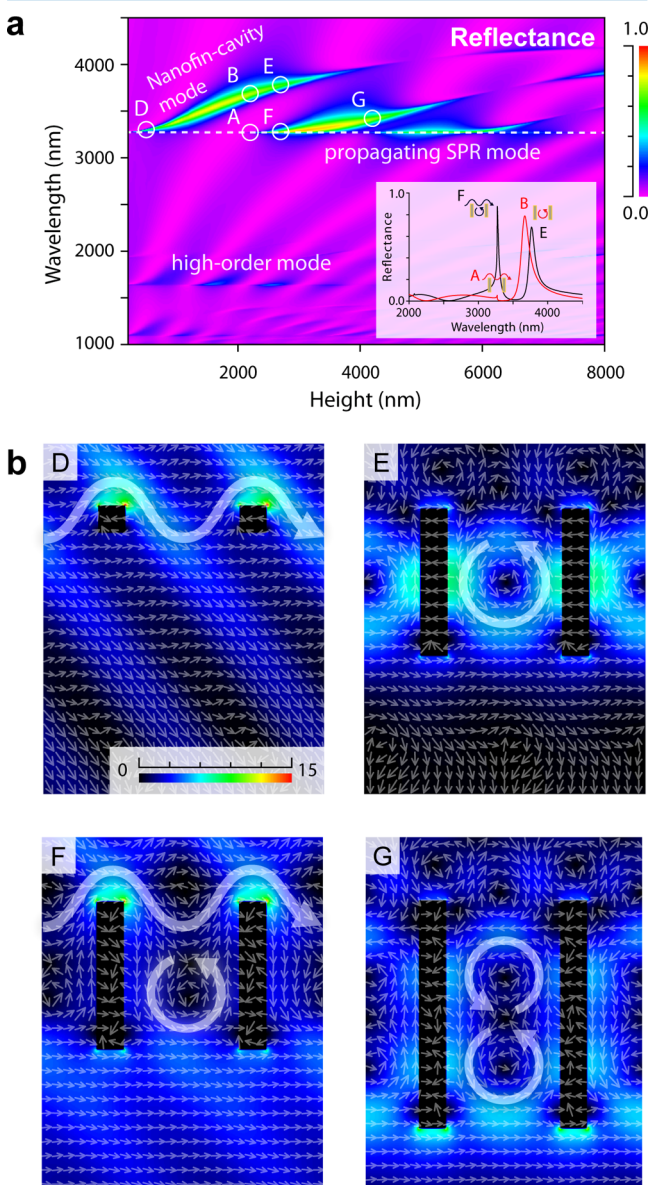 a
Reflectance
Wavelength (nm)
4000
3000
2000
1000
Nanofin-cavity
mode
D
B
E
A
F
G
propagating SPR mode
high-order mode
1.0
0.0
Reflectance
1.0
0.0
F
B
E
A
2000
3000
4000
Wavelength (nm)
2000
4000
6000
8000
Height (nm)
b
D
E
0
15
F
G